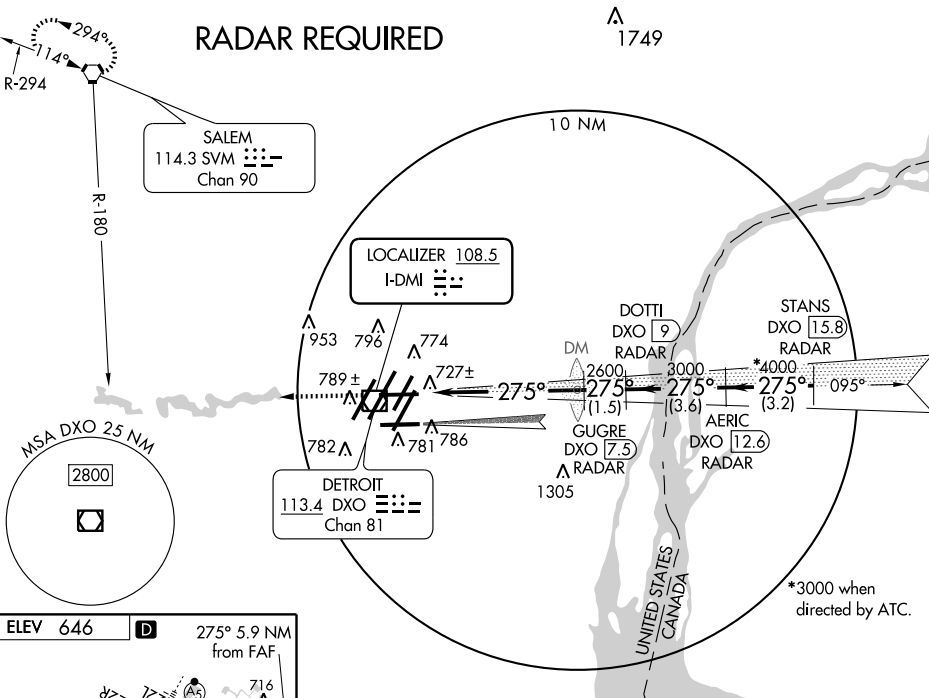 RADAR REQUIRED
1749
294°
114°
R-294
SALEM
114.3 SVM
Chan 90
R-180
10 NM
LOCALIZER 108.5
I-DMI
DOTTI
DXO 9
RADAR
STANS
DXO 15.8
RADAR
953
796
774
DM
789 ±
727±
2600
3000
*4000
275°
275°
275°
275°
095°
(1.5)
(3.6)
(3.2)
782
781
786
GUGRE
DXO 7.5
RADAR
AERIC
DXO 12.6
RADAR
1305
MSA DXO 25 NM
2800
DETROIT
113.4 DXO
Chan 81
UNITED STATES
CANADA
*3000 when
directed by ATC.
ELEV 646
D
275° 5.9 NM
from FAF
716
A5